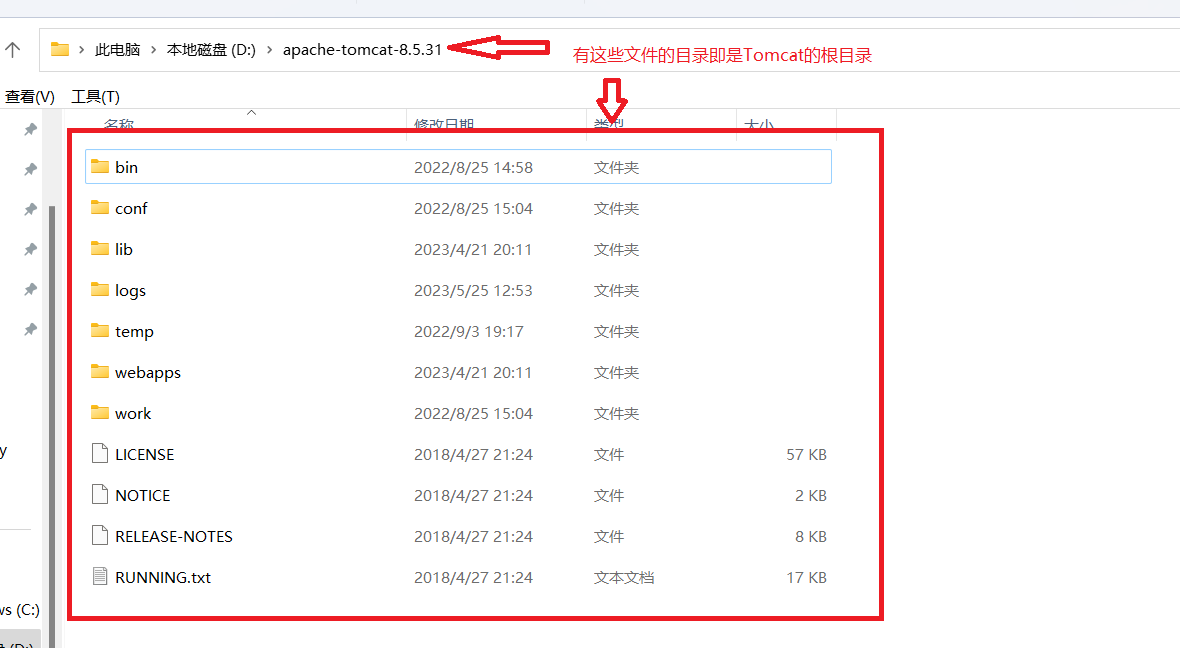 此电脑 › 本地磁盘 (D:) › apache-tomcat-8.5.31
有这些文件的目录即是Tomcat的根目录
查看(V) 工具(T)
名称 修改日期 类型 大小
bin 2022/8/25 14:58 文件夹
conf 2022/8/25 15:04 文件夹
lib 2023/4/21 20:11 文件夹
logs 2023/5/25 12:53 文件夹
temp 2022/9/3 19:17 文件夹
webapps 2023/4/21 20:11 文件夹
work 2022/8/25 15:04 文件夹
y
LICENSE 2018/4/27 21:24 文件 57 KB
NOTICE 2018/4/27 21:24 文件 2 KB
RELEASE-NOTES 2018/4/27 21:24 文件 8 KB
RUNNING.txt 2018/4/27 21:24 文本文档 17 KB
ws (C:)
(D:)